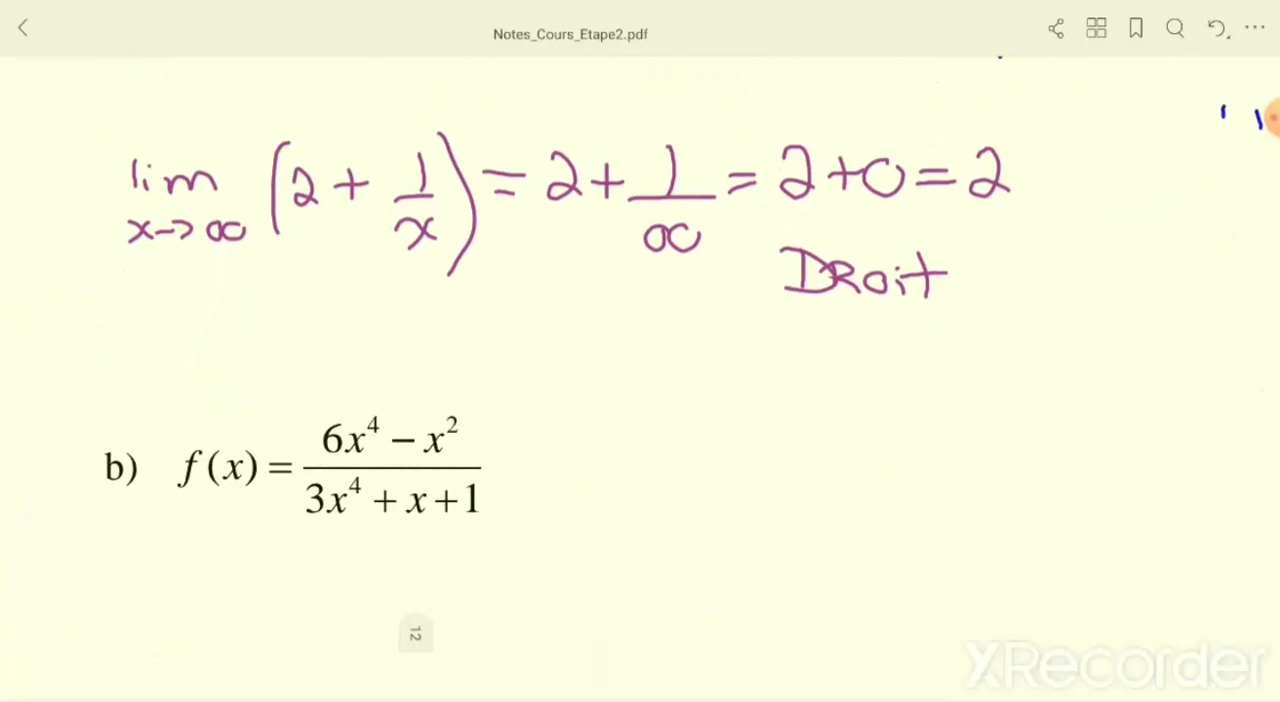 Notes_Cours_Etape2.pdf
lim x->∞ (2 + 1/x) = 2 + 1/∞ = 2+0 = 2
DRoit
b) f(x) = (6x⁴ − x²)/(3x⁴ + x + 1)
12
XRecorder